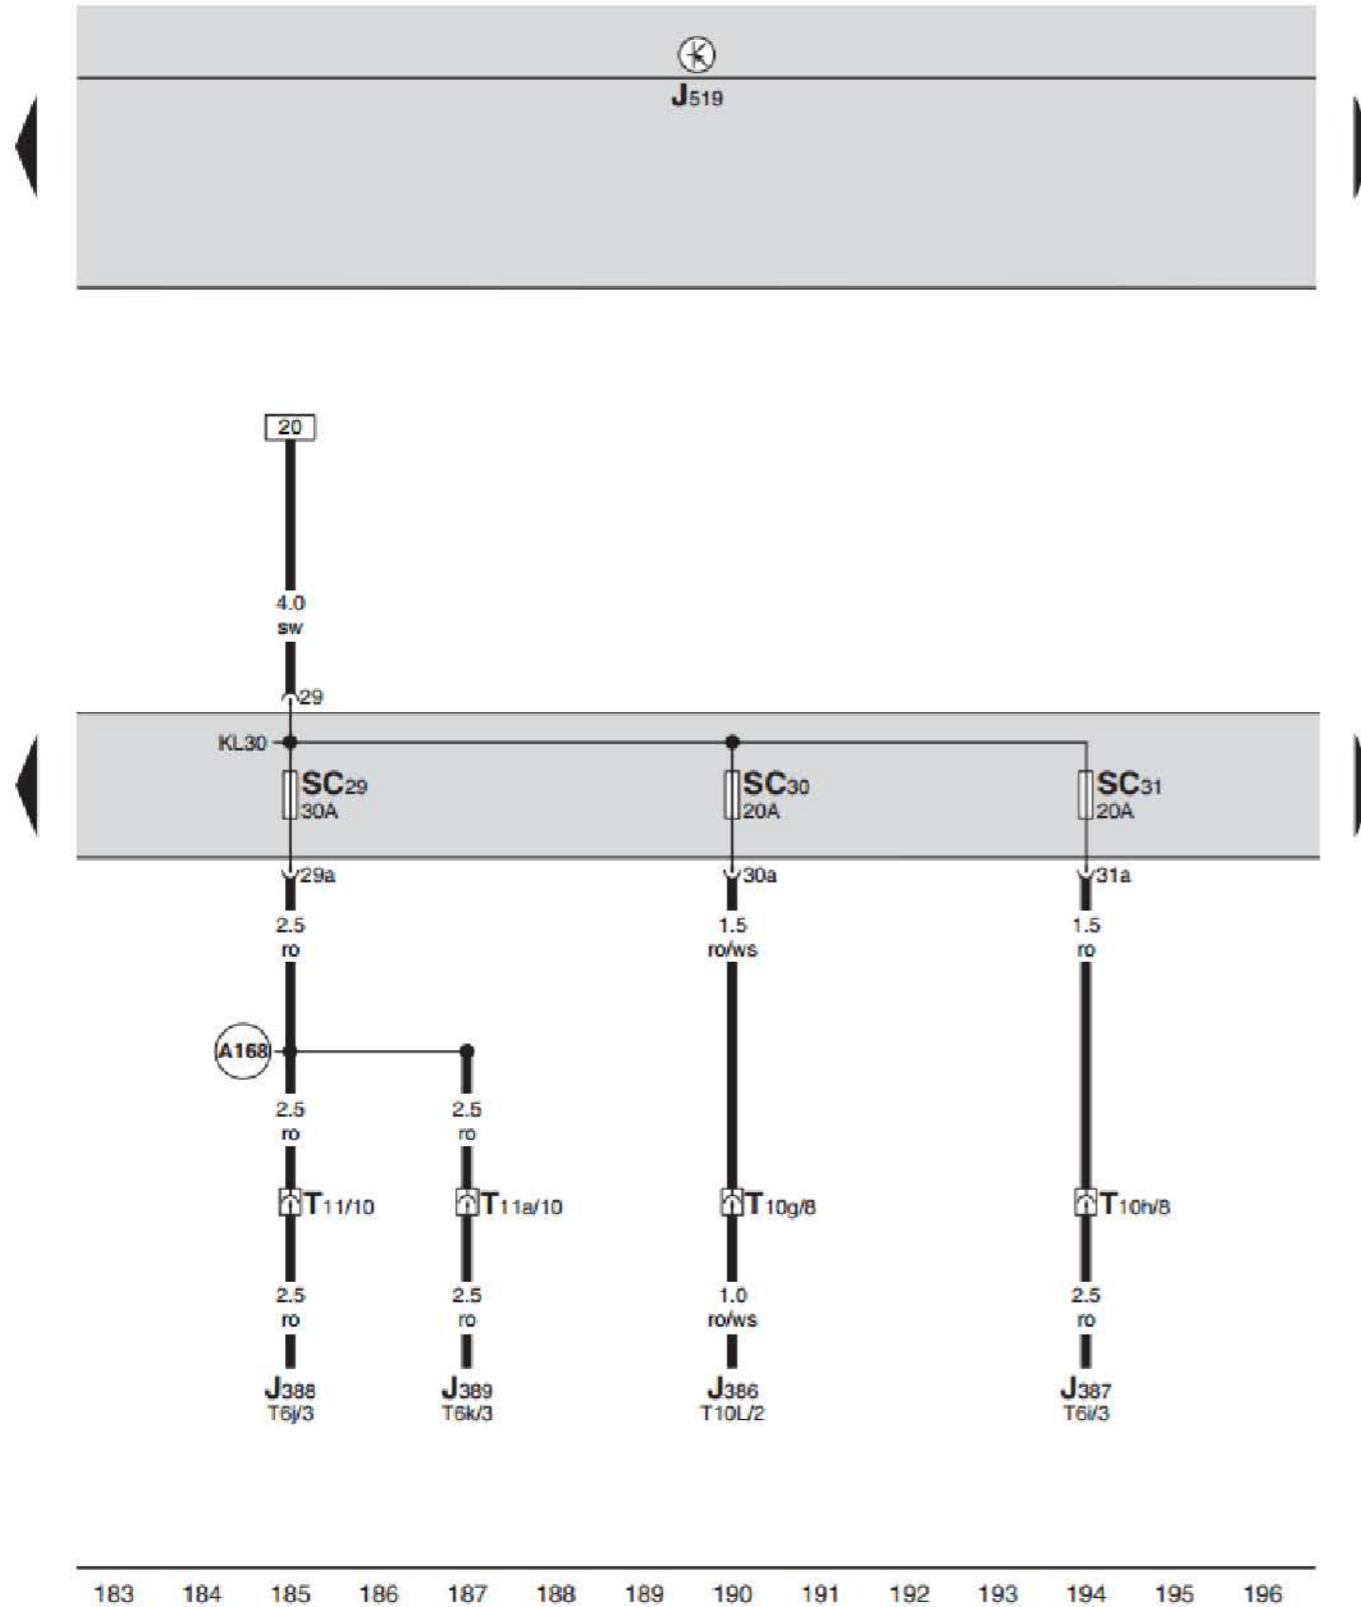 J519
20
4.0
sw
29
KL30
SC29
30A
SC30
20A
SC31
20A
29a
30a
31a
2.5
ro
1.5
ro/ws
1.5
ro
A168
2.5
ro
2.5
ro
T11/10
T11a/10
T10g/8
T10h/8
2.5
ro
2.5
ro
1.0
ro/ws
2.5
ro
J388
T6j/3
J389
T6k/3
J386
T10L/2
J387
T6i/3
183 184 185 186 187 188 189 190 191 192 193 194 195 196